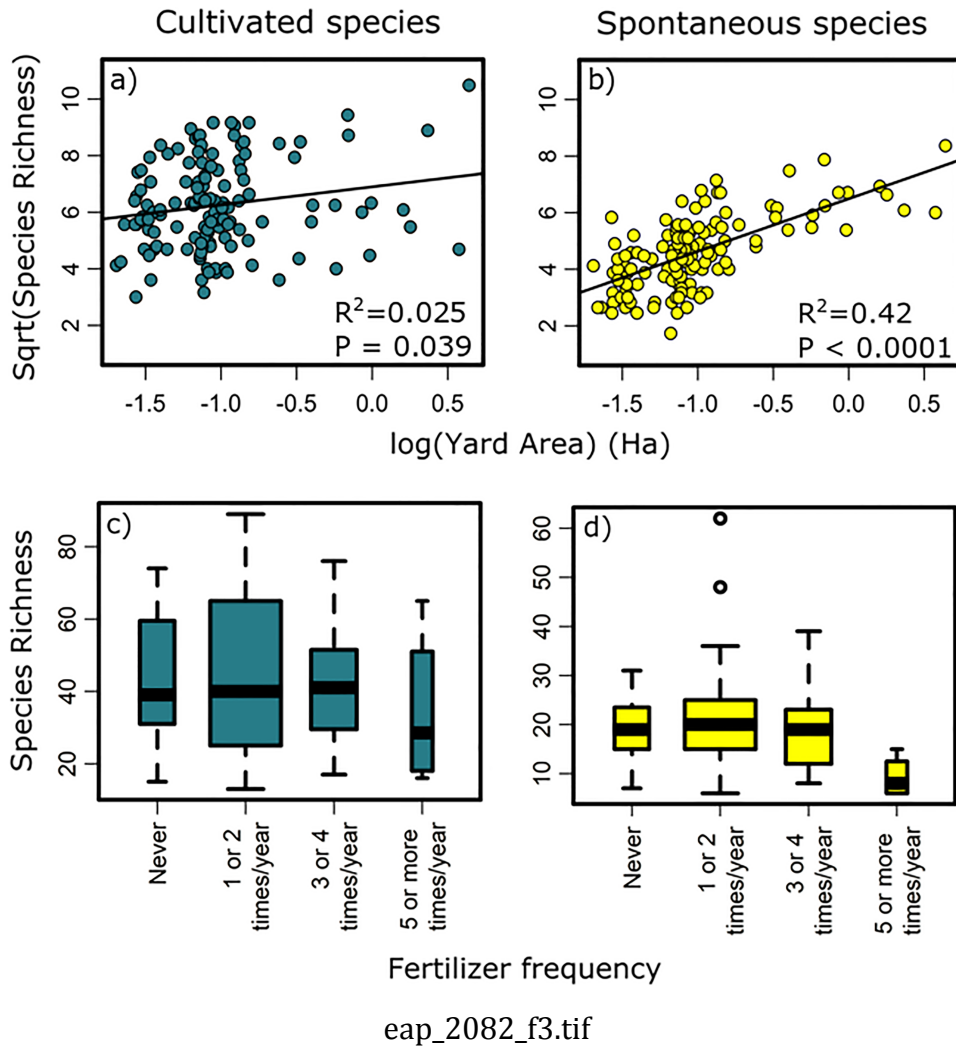 Cultivated species
Spontaneous species
Sqrt(Species Richness)
a)
10
8
6
4
2
R²=0.025
P = 0.039
-1.5
-1.0
-0.5
0.0
0.5
b)
10
8
6
4
2
R²=0.42
P < 0.0001
-1.5
-1.0
-0.5
0.0
0.5
log(Yard Area) (Ha)
Species Richness
c)
80
60
40
20
Never
1 or 2
times/year
3 or 4
times/year
5 or more
times/year
d)
60
50
40
30
20
10
Never
1 or 2
times/year
3 or 4
times/year
5 or more
times/year
Fertilizer frequency
eap_2082_f3.tif